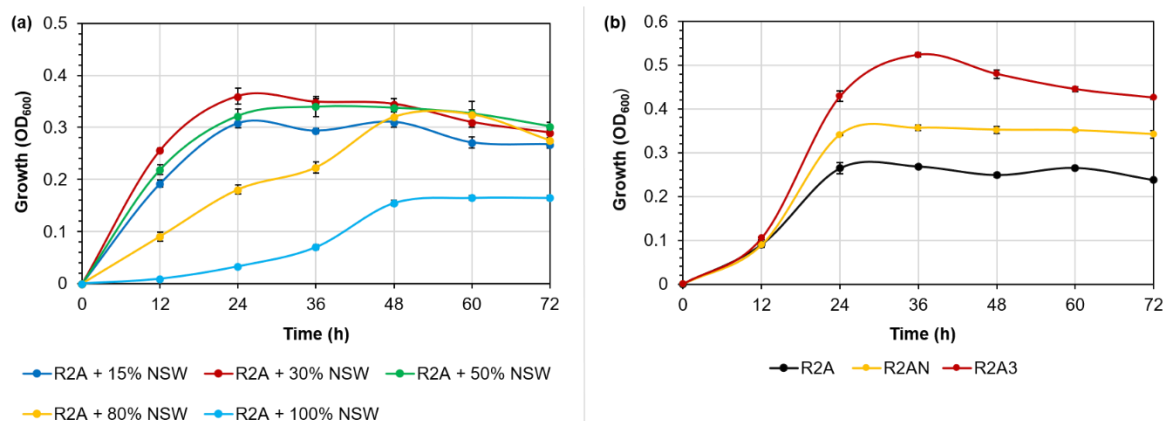 (a)
Growth (OD600)
0.5
0.4
0.3
0.2
0.1
0
0 12 24 36 48 60 72
Time (h)
R2A + 15% NSW R2A + 30% NSW R2A + 50% NSW
R2A + 80% NSW R2A + 100% NSW
(b)
Growth (OD600)
0.6
0.5
0.4
0.3
0.2
0.1
0
0 12 24 36 48 60 72
Time (h)
R2A R2AN R2A3